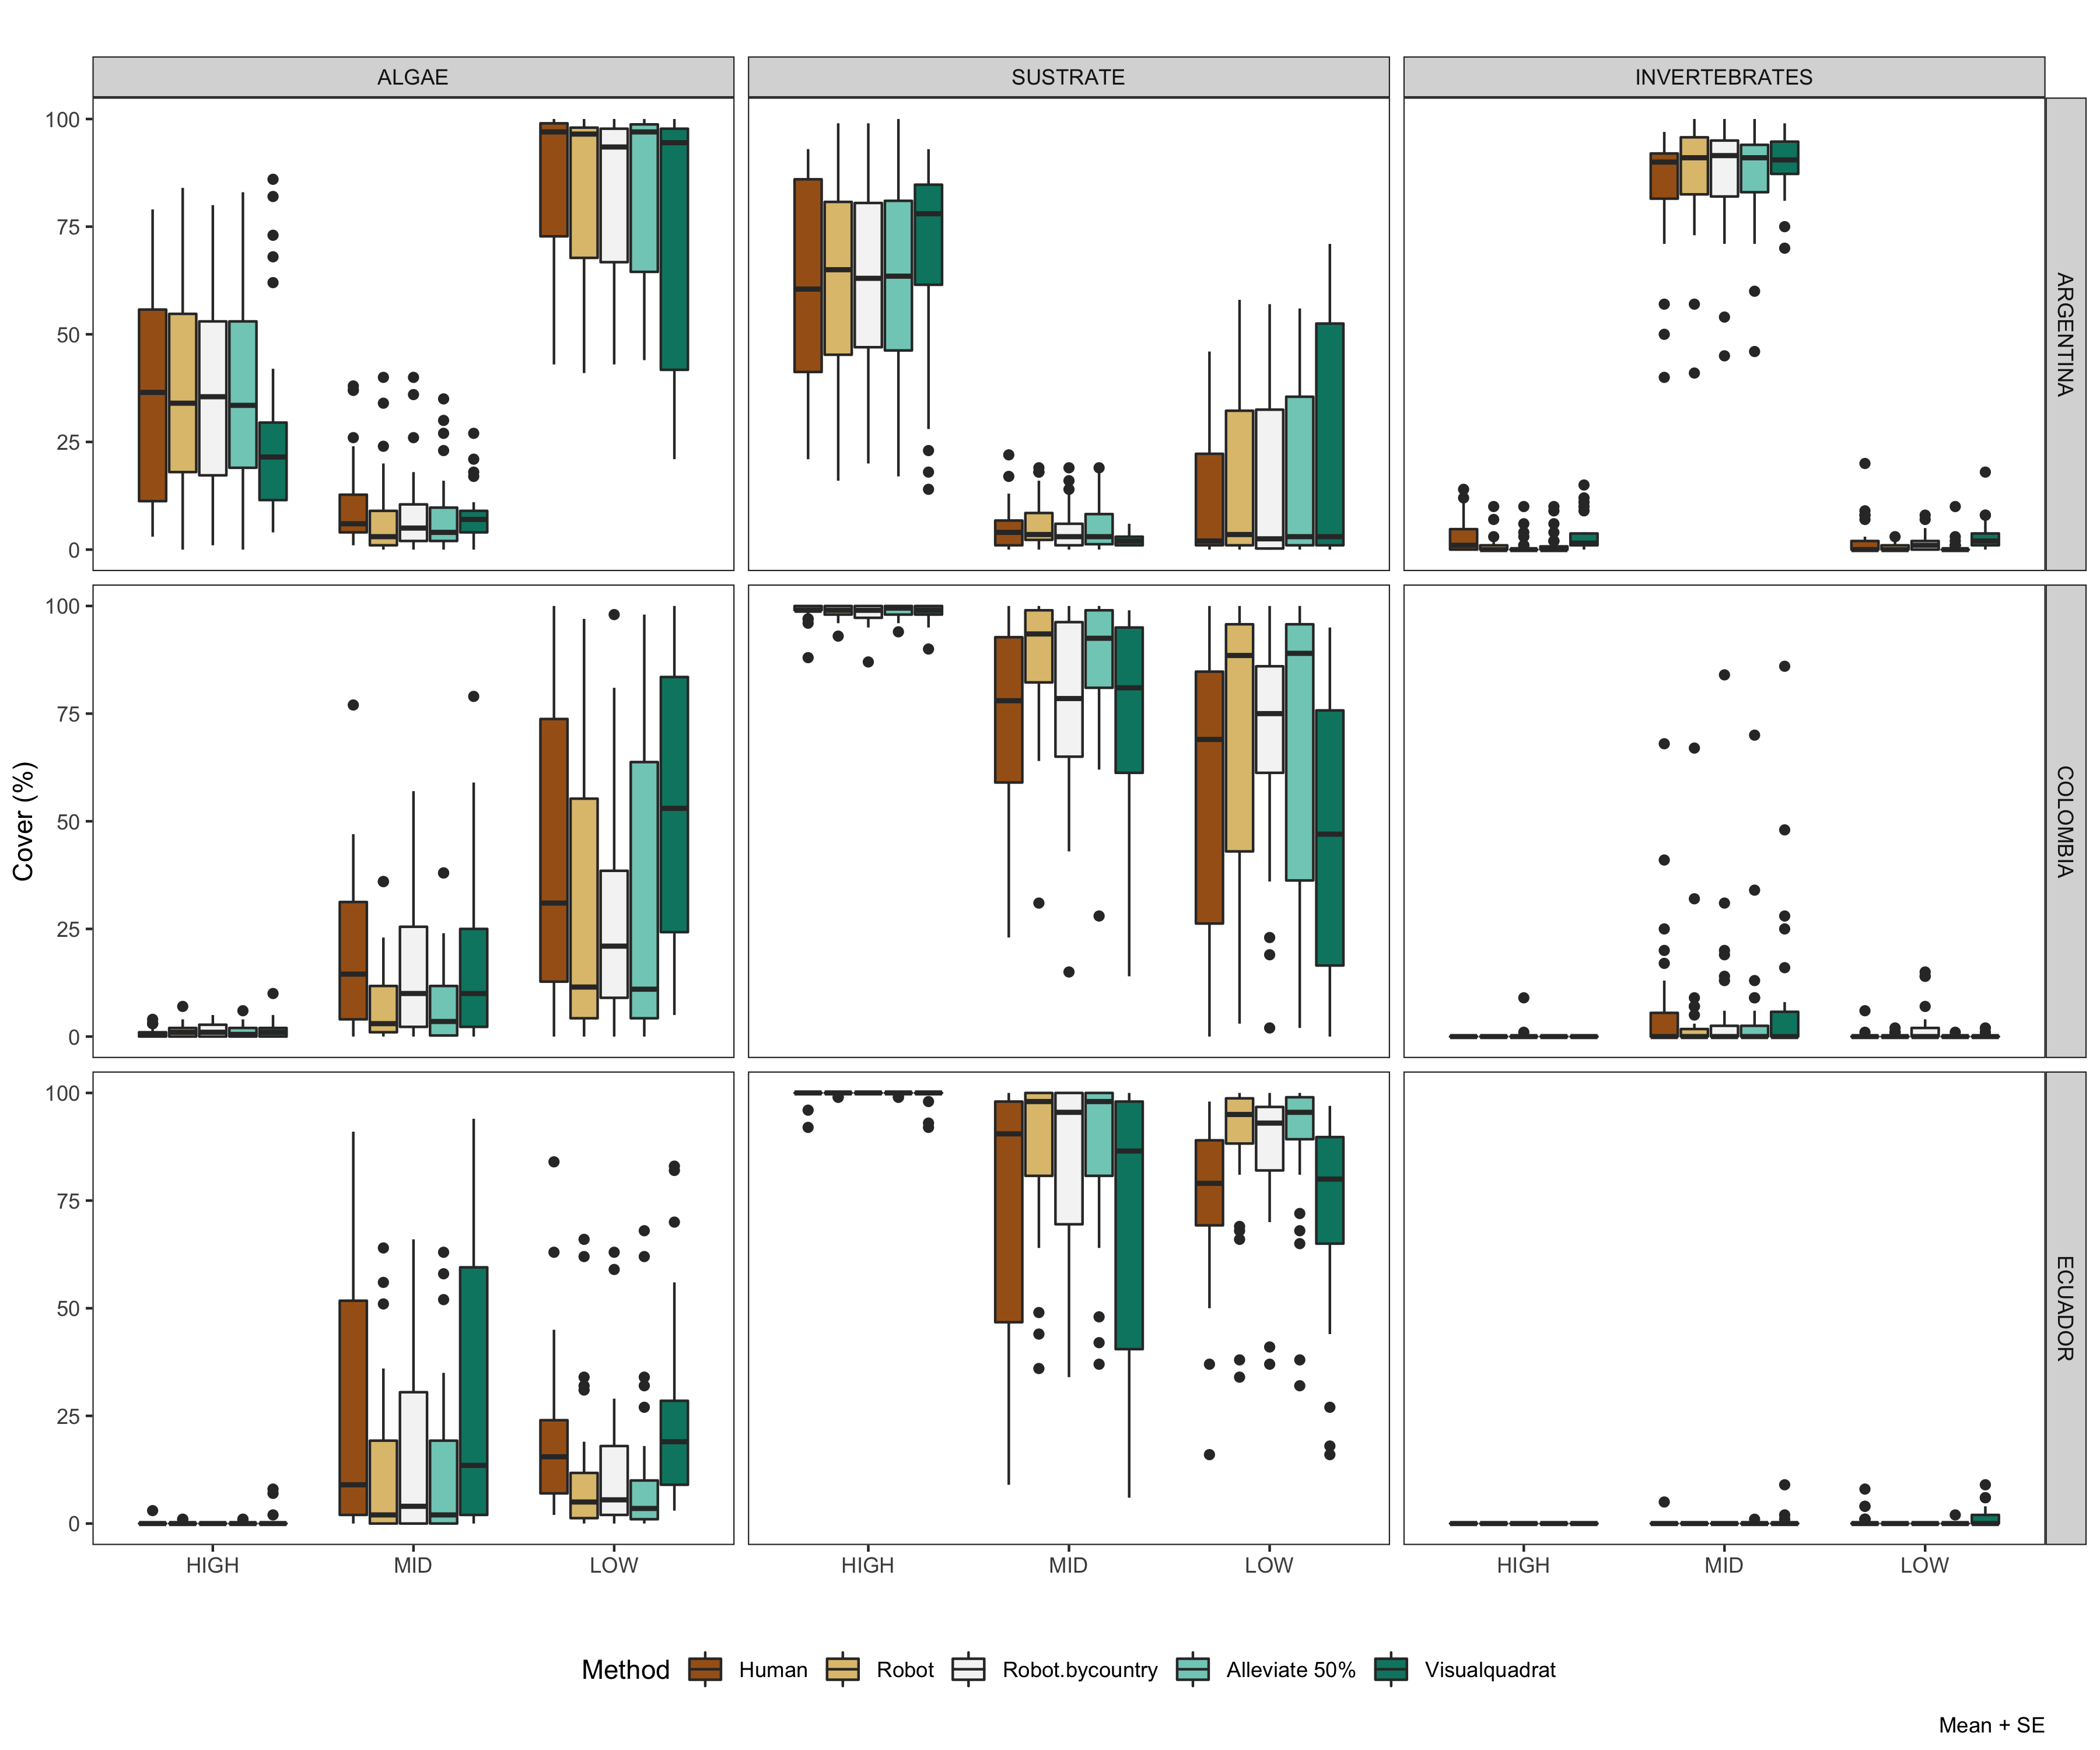 ALGAE SUSTRATE INVERTEBRATES
100
75
50
25
0
ARGENTINA
Cover (%)
100
75
50
25
0
COLOMBIA
100
75
50
25
0
ECUADOR
HIGH MID LOW HIGH MID LOW HIGH MID LOW
Method Human Robot Robot.bycountry Alleviate 50% Visualquadrat
Mean + SE